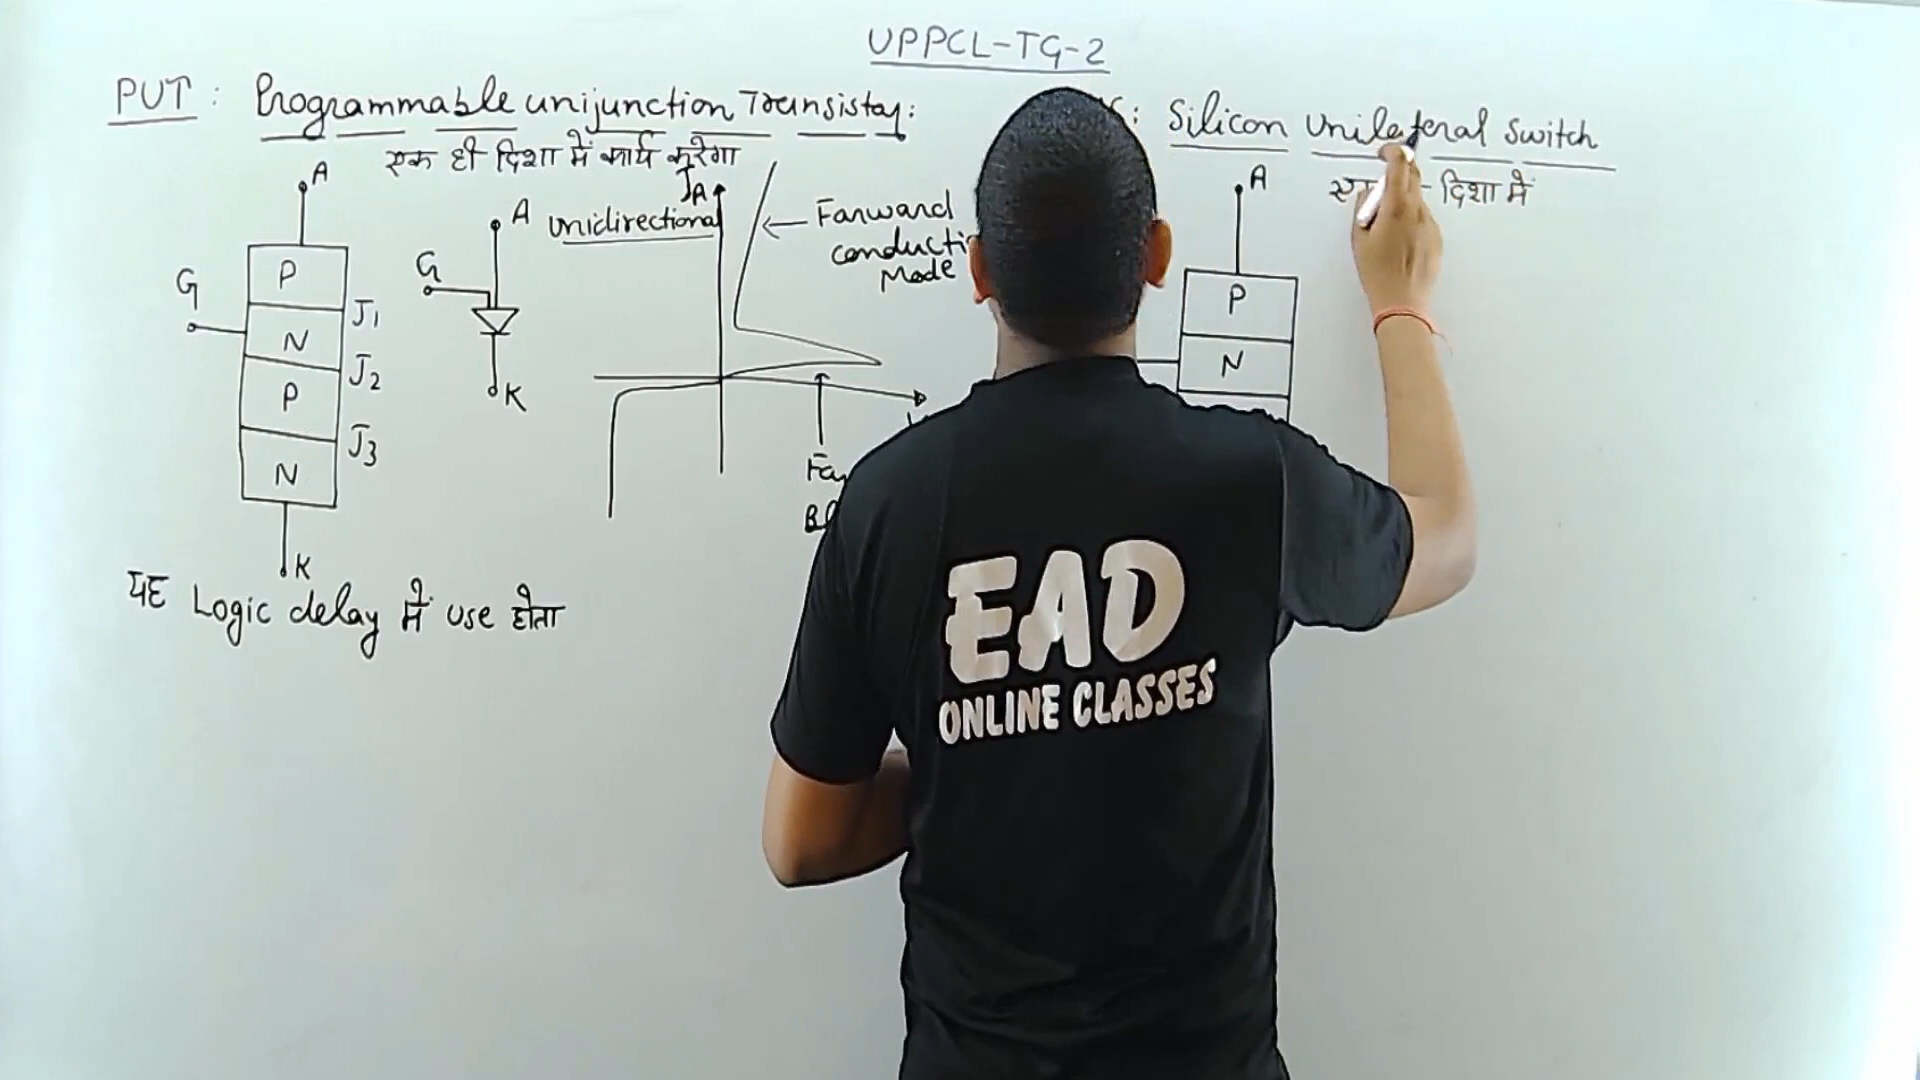 UPPCL-TG-2
PUT : Programmable unijunction Transistor:
एक ही दिशा में कार्य करेगा
: Silicon Unilateral Switch
दिशा में
A
G
P
N
P
N
J1
J2
J3
K
A
G
K
unidirectional
IA
Farward
conducti
Mode
A
P
N
यह Logic delay में use होता
EAD
ONLINE CLASSES